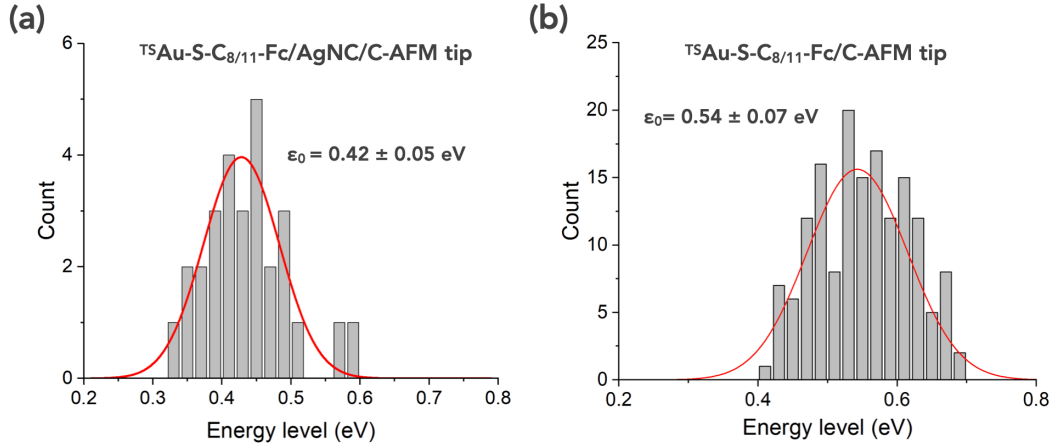 (a)
TSAu-S-C8/11-Fc/AgNC/C-AFM tip
ε0 = 0.42 ± 0.05 eV
Count
6
4
2
0
0.2 0.3 0.4 0.5 0.6 0.7 0.8
Energy level (eV)
(b)
TSAu-S-C8/11-Fc/C-AFM tip
ε0= 0.54 ± 0.07 eV
Count
25
20
15
10
5
0
0.2 0.4 0.6 0.8
Energy level (eV)